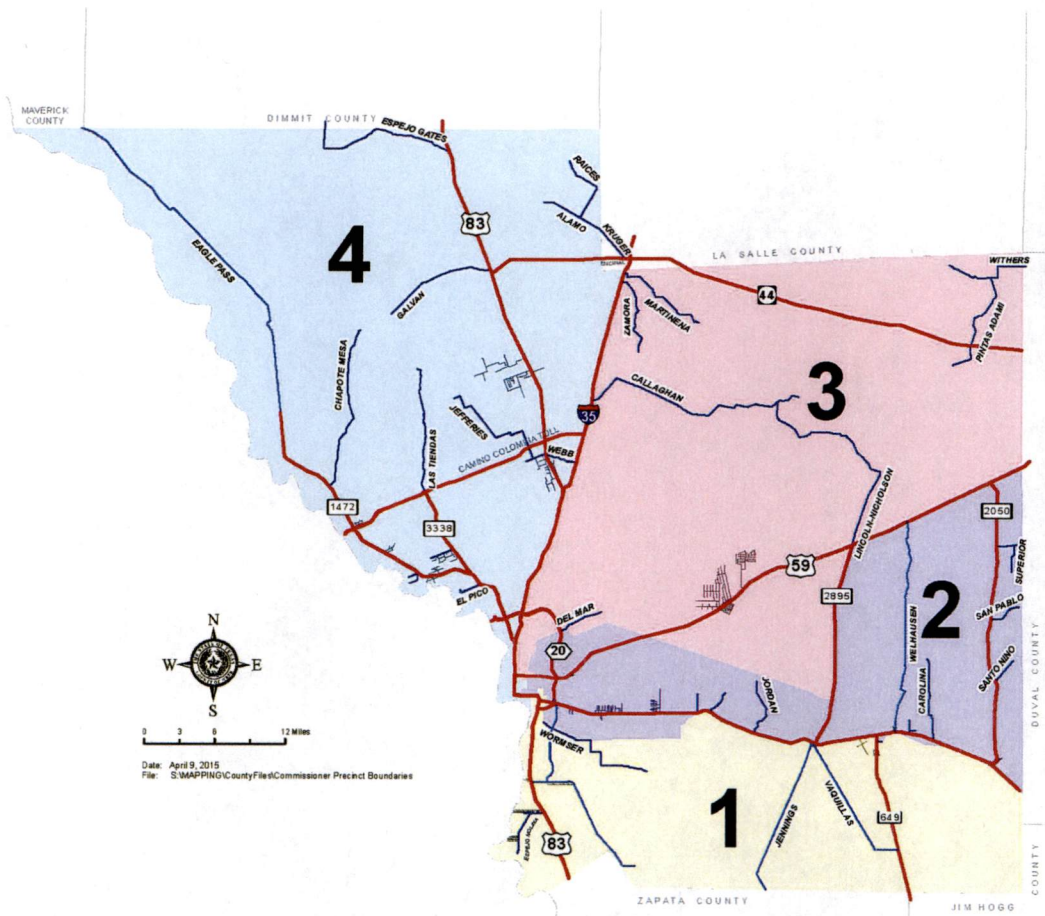 MAVERICK
COUNTY
DIMMIT COUNTY
ESPEJO GATES
RAICES
83
ALAMO
KRUGER
EAGLE PASS
4
LA SALLE COUNTY
WITHERS
GALVAN
ZAMORA
MARTINENA
44
PINTAS ADAMI
CHAPOTE MESA
CALLAGHAN
3
JEFFERIES
35
LAS TIENDAS
CAMINO COLOMBIA TOLL
WEBB
1472
3338
LINCOLN-NICHOLSON
2050
SUPERIOR
59
EL PICO
2895
DEL MAR
WELHAUSEN
2
SAN PABLO
20
CAROLINA
SANTO NINO
DUVAL COUNTY
JORDAN
N
W E
S
0 3 6 12 Miles
WORMSER
Date: April 9, 2015
File: S:\MAPPING\CountyFiles\Commissioner Precinct Boundaries
1
JENNINGS
VAQUILLAS
649
ESPEJO MOLINA
83
ZAPATA COUNTY
JIM HOGG
COUNTY